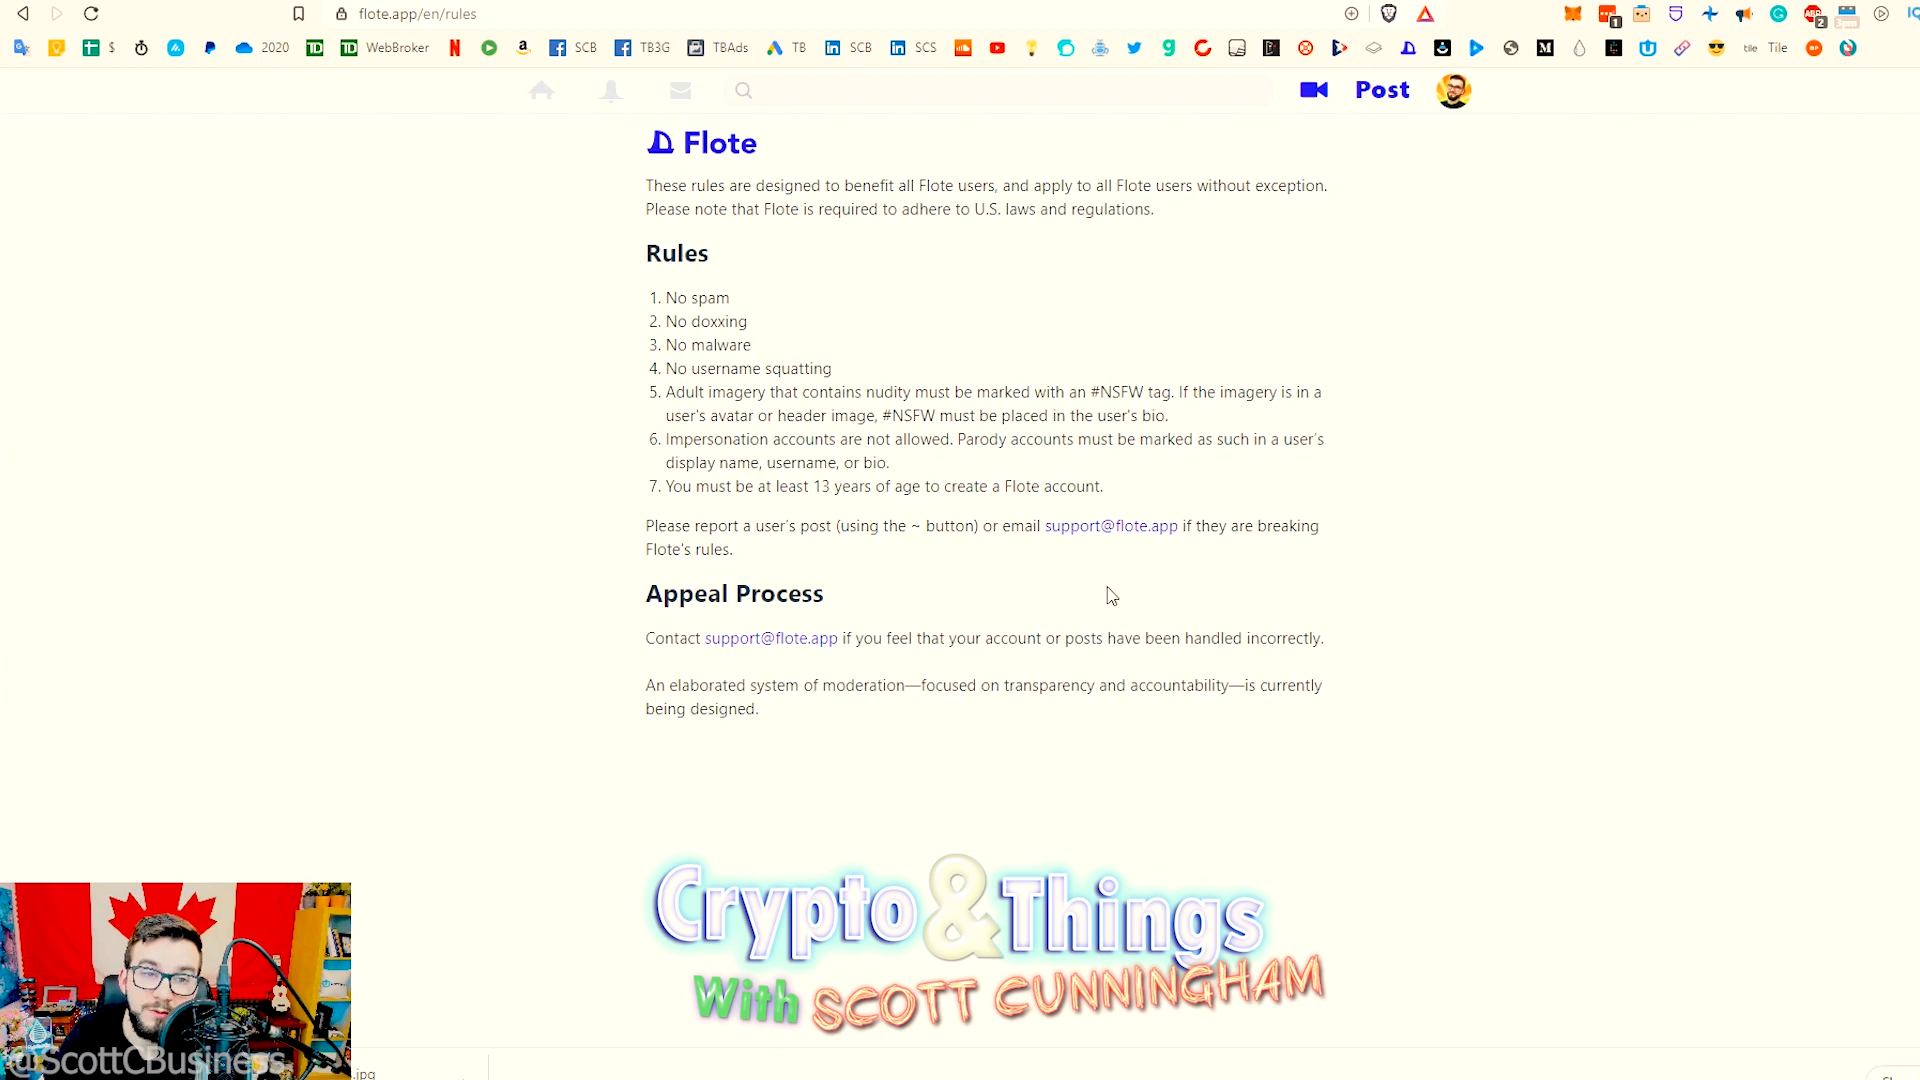 flote.app/en/rules
1
2
3pm
$
2020
WebBroker
SCB
TB3G
TBAds
TB
SCB
SCS
tile Tile
Post
Flote
These rules are designed to benefit all Flote users, and apply to all Flote users without exception.
Please note that Flote is required to adhere to U.S. laws and regulations.
Rules
1. No spam
2. No doxxing
3. No malware
4. No username squatting
5. Adult imagery that contains nudity must be marked with an #NSFW tag. If the imagery is in a
user's avatar or header image, #NSFW must be placed in the user's bio.
6. Impersonation accounts are not allowed. Parody accounts must be marked as such in a user's
display name, username, or bio.
7. You must be at least 13 years of age to create a Flote account.
Please report a user's post (using the ~ button) or email support@flote.app if they are breaking
Flote's rules.
Appeal Process
Contact support@flote.app if you feel that your account or posts have been handled incorrectly.
An elaborated system of moderation—focused on transparency and accountability—is currently
being designed.
Crypto & Things
With SCOTT CUNNINGHAM
@ScottCBusiness
.jpg